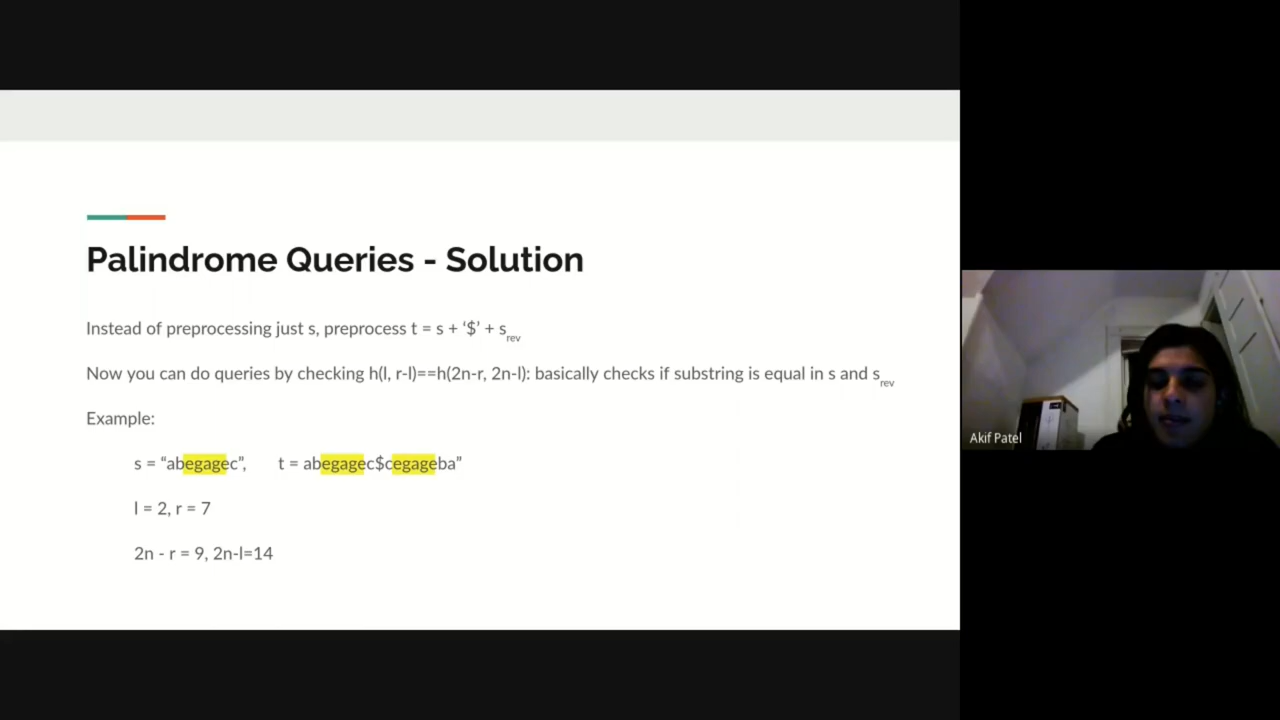 Palindrome Queries - Solution
Instead of preprocessing just s, preprocess t = s + ‘$’ + srev
Now you can do queries by checking h(l, r-l)==h(2n-r, 2n-l): basically checks if substring is equal in s and srev
Example:
s = “abegagec”, t = abegagec$cegageba”
l = 2, r = 7
2n - r = 9, 2n-l=14
Akif Patel